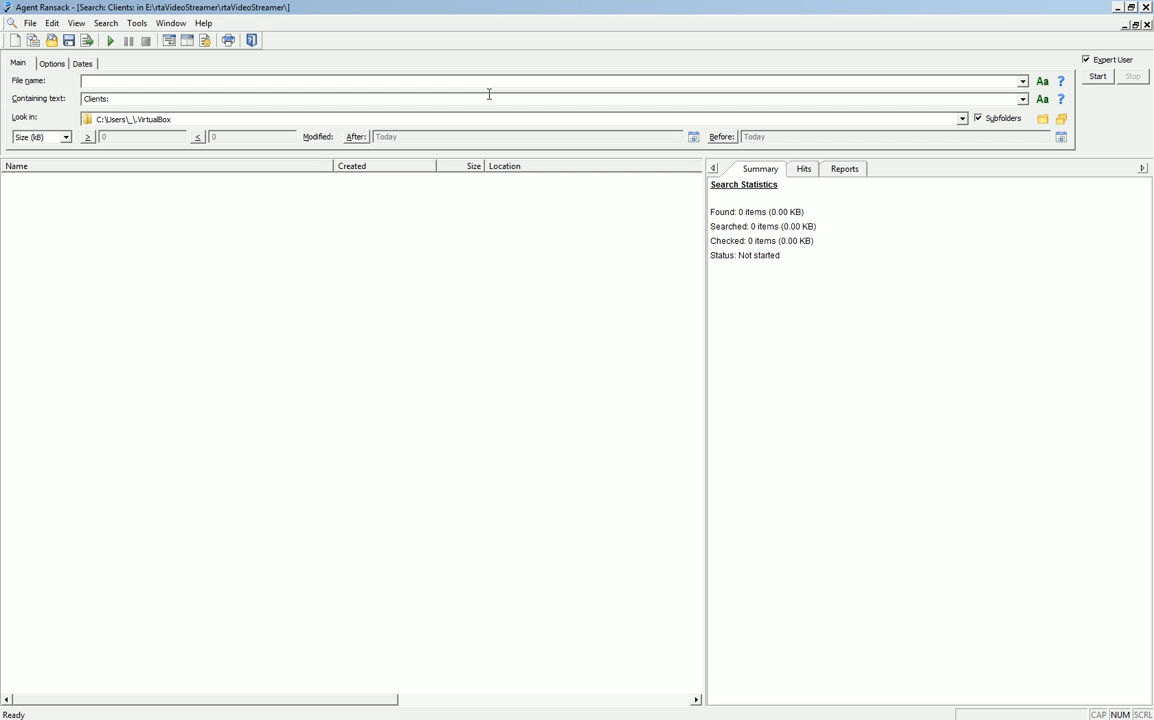 Agent Ransack - [Search: Clients: in E:\rtaVideoStreamer\rtaVideoStreamer\]
File Edit View Search Tools Window Help
Main Options Dates
Expert User
File name:
Aa ?
Start Stop
Containing text: Clients:
Aa ?
Look in: C:\Users\_\.VirtualBox
Subfolders
Size (kB) > 0 < 0 Modified: After: Today Before: Today
Name Created Size Location
Summary Hits Reports
Search Statistics
Found: 0 items (0.00 KB)
Searched: 0 items (0.00 KB)
Checked: 0 items (0.00 KB)
Status: Not started
Ready
CAP NUM SCRL